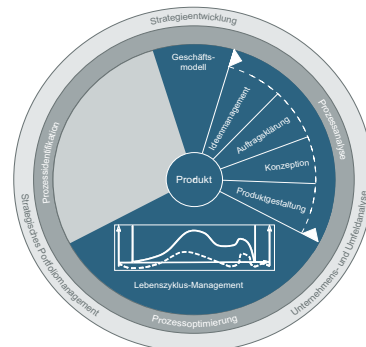 Strategieentwicklung
Geschäfts-
modell
Ideenmanagement
Auftragsklärung
Konzeption
Produktgestaltung
Produkt
Prozessanalyse
Prozessidentifikation
Lebenszyklus-Management
Prozessoptimierung
Strategisches Portfoliomanagement
Unternehmens- und Umfeldanalyse